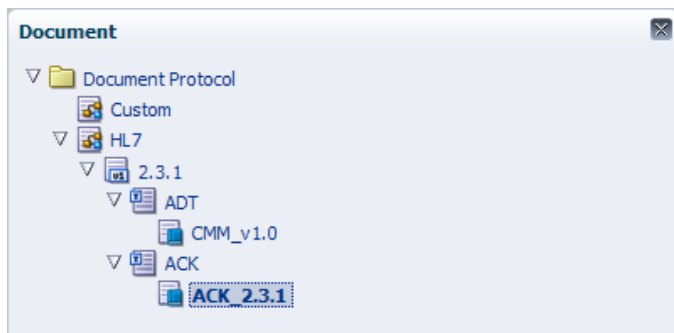 Document
Document Protocol
Custom
HL7
2.3.1
ADT
CMM_v1.0
ACK
ACK_2.3.1